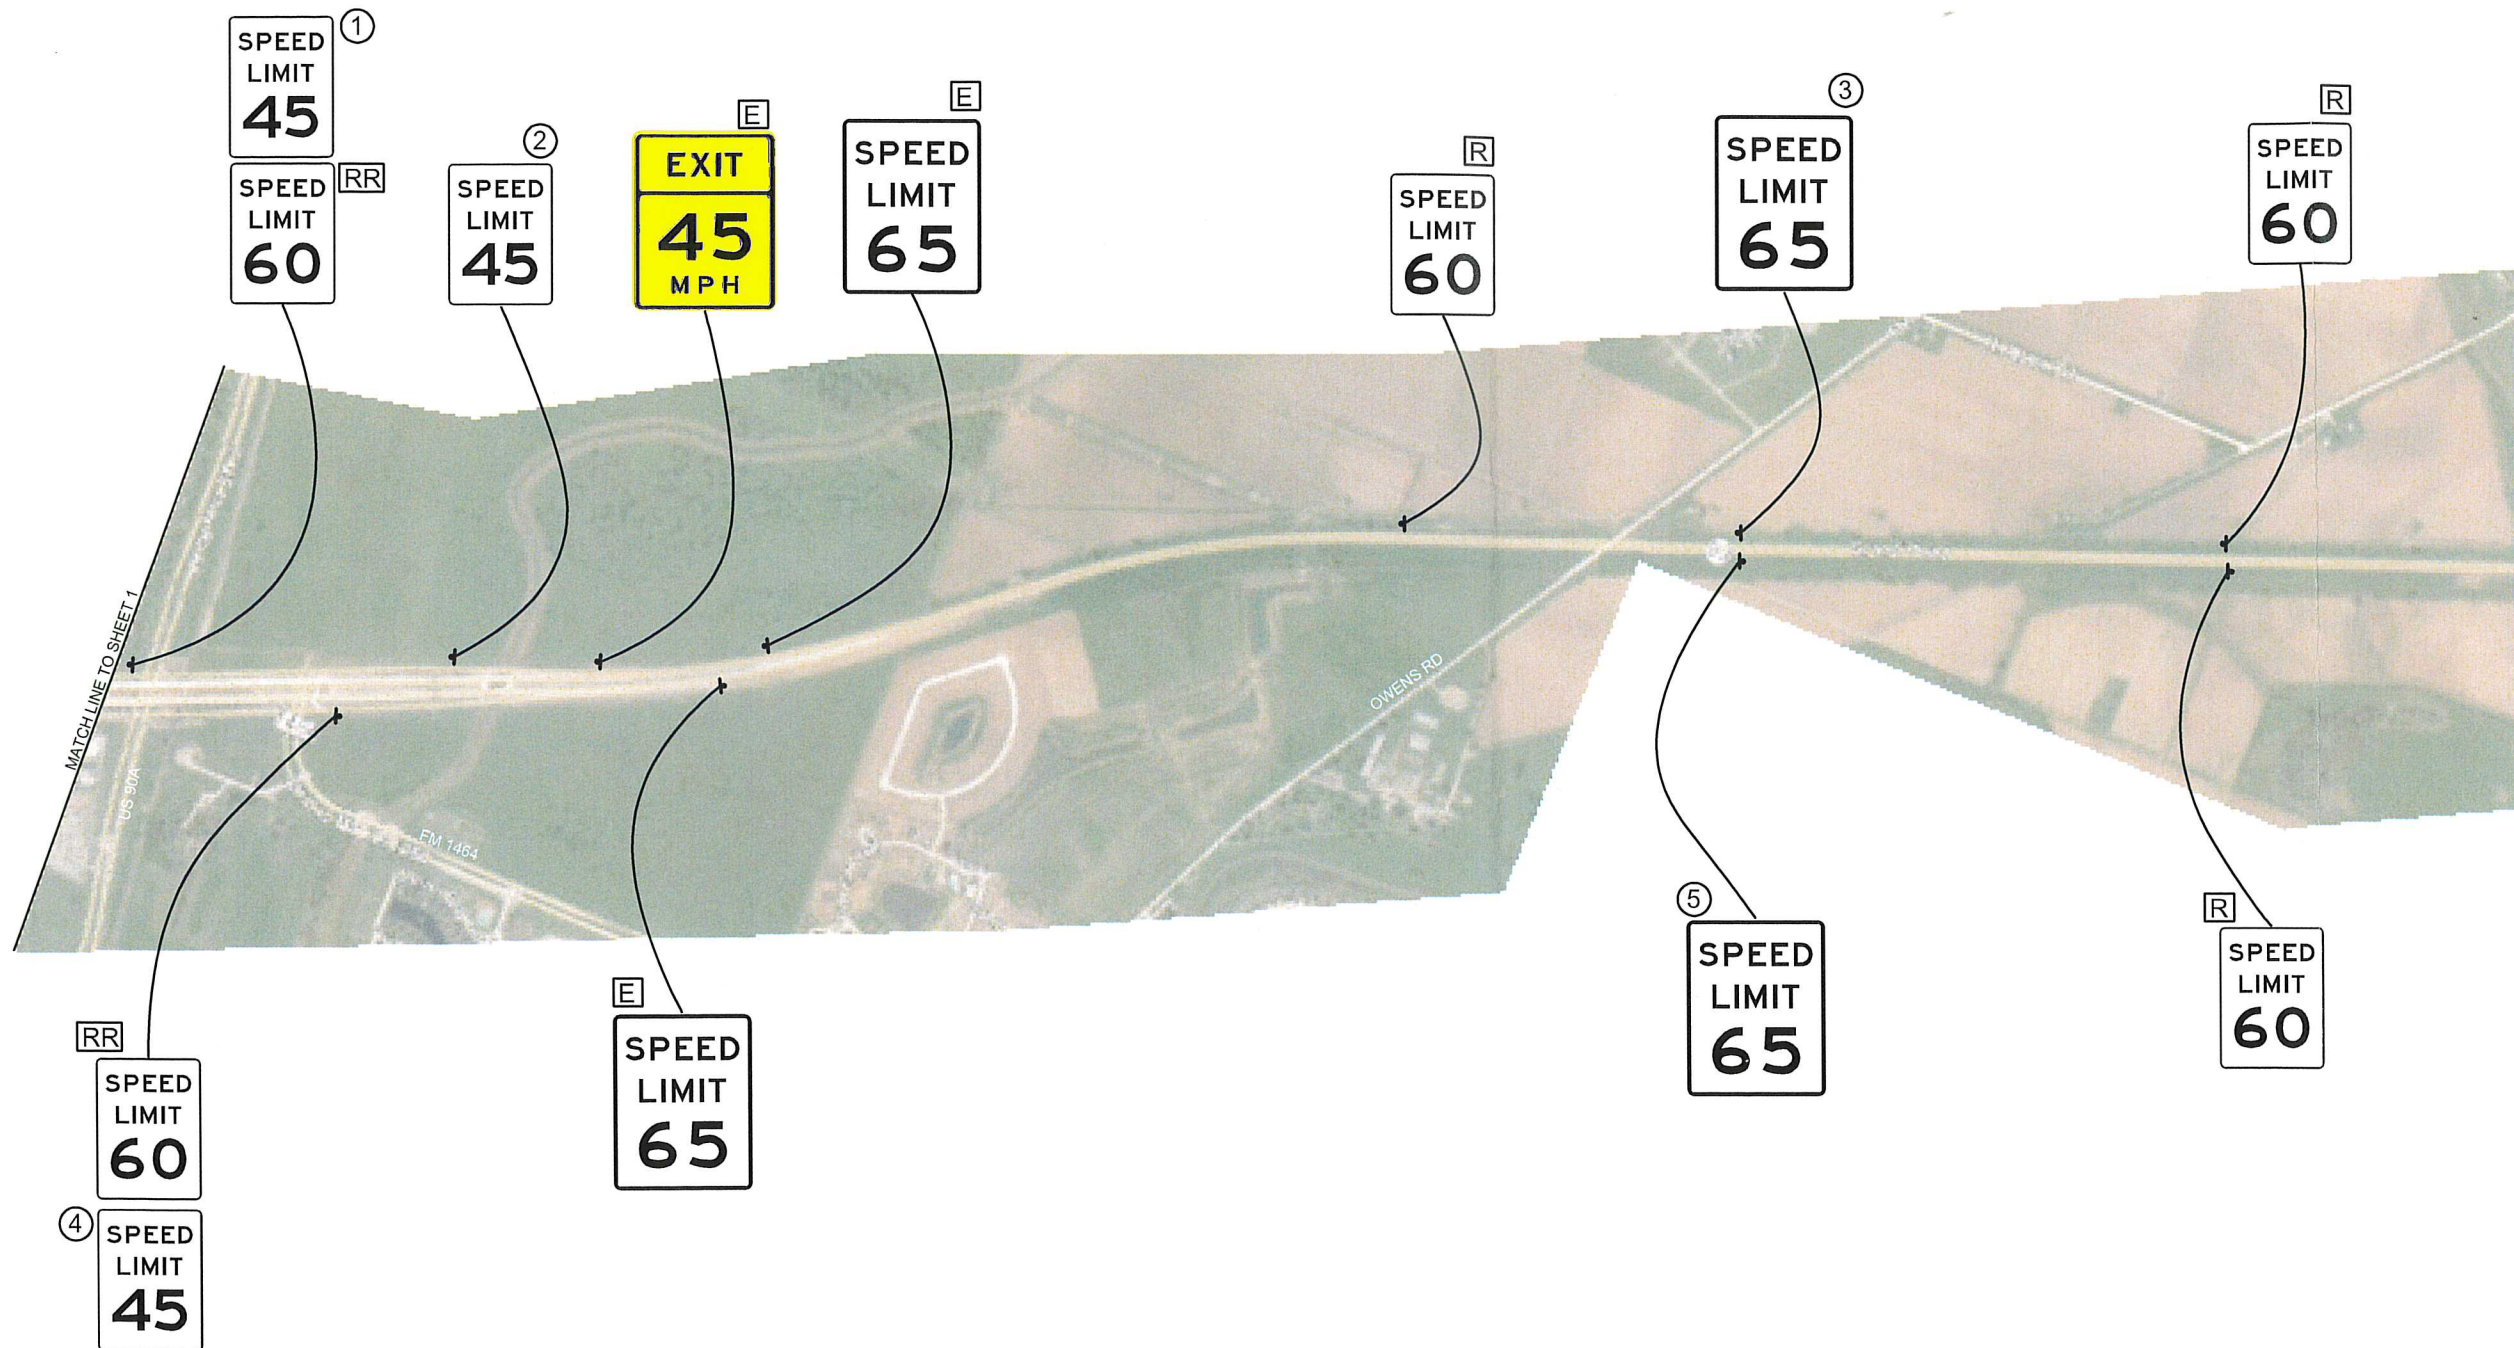 1
SPEED
LIMIT
45
RR
SPEED
LIMIT
60
2
SPEED
LIMIT
45
E
EXIT
45
MPH
E
SPEED
LIMIT
65
R
SPEED
LIMIT
60
3
SPEED
LIMIT
65
R
SPEED
LIMIT
60
MATCH LINE TO SHEET 1
US 90A
FM 1464
OWENS RD
RR
SPEED
LIMIT
60
4
SPEED
LIMIT
45
E
SPEED
LIMIT
65
5
SPEED
LIMIT
65
R
SPEED
LIMIT
60